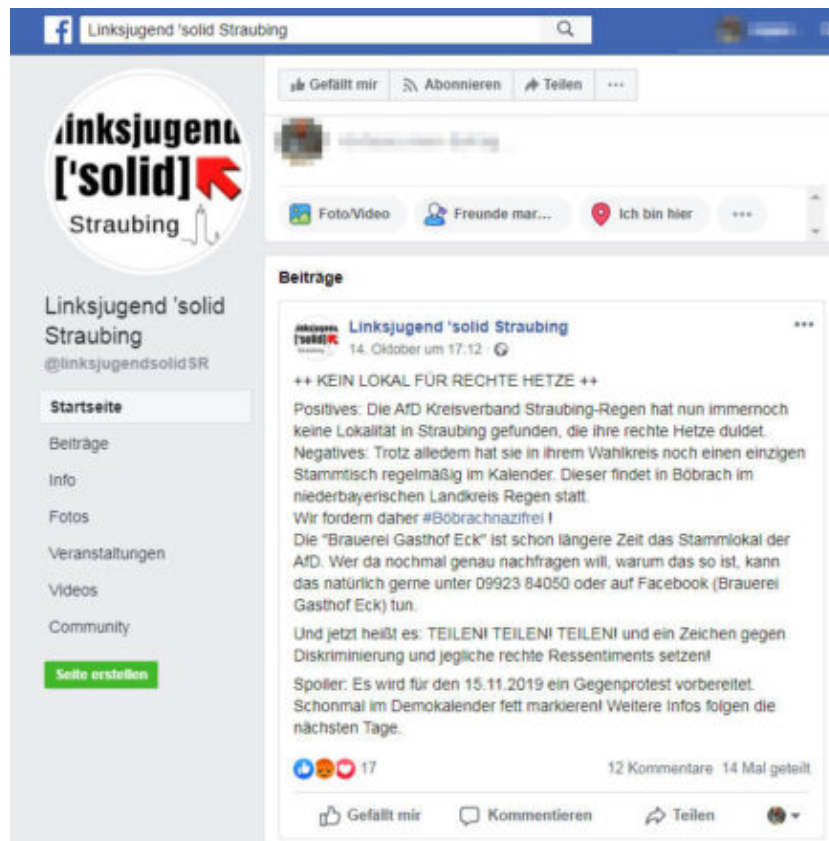 Linksjugend 'solid Straubing
Gefällt mir Abonnieren Teilen ...
linksjugend
['solid]
Straubing
Foto/Video Freunde mar... Ich bin hier ...
Beiträge
Linksjugend 'solid
Straubing
@linksjugendsolidSR
Startseite
Beiträge
Info
Fotos
Veranstaltungen
Videos
Community
Seite erstellen
Linksjugend 'solid Straubing
14. Oktober um 17:12
++ KEIN LOKAL FÜR RECHTE HETZE ++
Positives: Die AfD Kreisverband Straubing-Regen hat nun immernoch
keine Lokalität in Straubing gefunden, die ihre rechte Hetze duldet.
Negatives: Trotz alledem hat sie in ihrem Wahlkreis noch einen einzigen
Stammtisch regelmäßig im Kalender. Dieser findet in Böbrach im
niederbayerischen Landkreis Regen statt.
Wir fordern daher #Böbrachnazifrei !
Die "Brauerei Gasthof Eck" ist schon längere Zeit das Stammlokal der
AfD. Wer da nochmal genau nachfragen will, warum das so ist, kann
das natürlich gerne unter 09923 84050 oder auf Facebook (Brauerei
Gasthof Eck) tun.
Und jetzt heißt es: TEILEN! TEILEN! TEILEN! und ein Zeichen gegen
Diskriminierung und jegliche rechte Ressentiments setzen!
Spoiler: Es wird für den 15.11.2019 ein Gegenprotest vorbereitet.
Schonmal im Demokalender fett markieren! Weitere Infos folgen die
nächsten Tage.
17 12 Kommentare 14 Mal geteilt
Gefällt mir Kommentieren Teilen